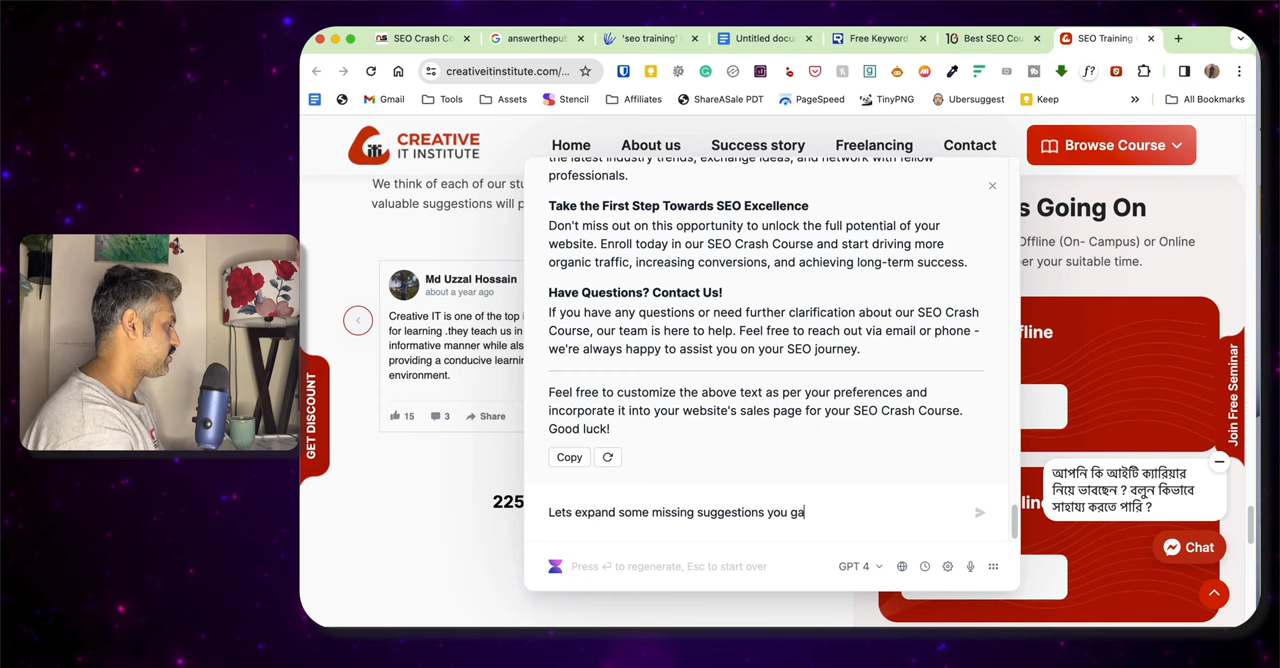 SEO Crash Co
answerthepu
'seo training'
Untitled docu
Free Keyword
Best SEO Cou
SEO Training
creativeitinstitute.com/...
Gmail
Tools
Assets
Stencil
Affiliates
ShareASale PDT
PageSpeed
TinyPNG
Ubersuggest
Keep
All Bookmarks
CREATIVE
IT INSTITUTE
Home
About us
Success story
Freelancing
Contact
Browse Course
We think of each of our stu
valuable suggestions will p
the latest industry trends, exchange ideas, and network with fellow
professionals.
Take the First Step Towards SEO Excellence
Don't miss out on this opportunity to unlock the full potential of your
website. Enroll today in our SEO Crash Course and start driving more
organic traffic, increasing conversions, and achieving long-term success.
Have Questions? Contact Us!
If you have any questions or need further clarification about our SEO Crash
Course, our team is here to help. Feel free to reach out via email or phone -
we're always happy to assist you on your SEO journey.
Feel free to customize the above text as per your preferences and
incorporate it into your website's sales page for your SEO Crash Course.
Good luck!
Copy
Lets expand some missing suggestions you ga
Press ⏎ to regenerate, Esc to start over
GPT 4
Md Uzzal Hossain
about a year ago
Creative IT is one of the top i
for learning .they teach us in
informative manner while als
providing a conducive learnin
environment.
15
3
Share
225
GET DISCOUNT
s Going On
Offline (On- Campus) or Online
er your suitable time.
fline
lin
Join Free Seminar
আপনি কি আইটি ক্যারিয়ার
নিয়ে ভাবছেন ? বলুন কিভাবে
সাহায্য করতে পারি ?
Chat